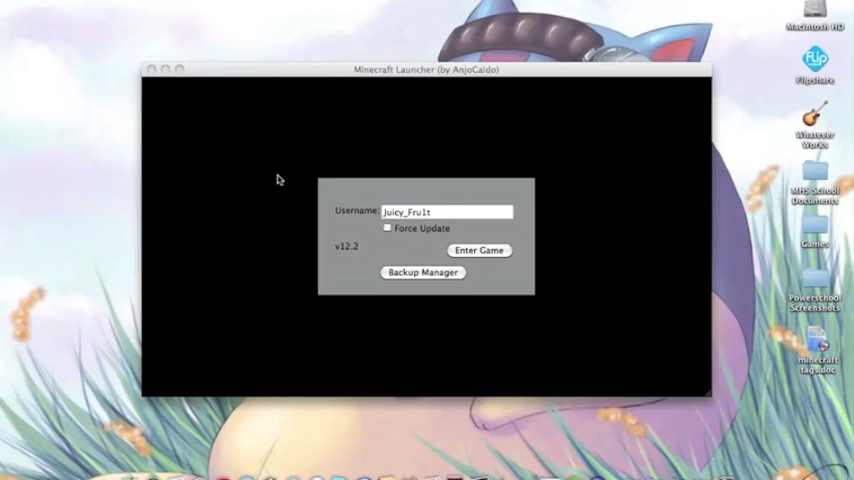 Minecraft Launcher (by AnjoCaido)
Username: Juicy_Fru1t
Force Update
v12.2
Enter Game
Backup Manager
Macintosh HD
flip
FlipShare
Whatever
Works
MHS School
Documents
Games
Powerschool
Screenshots
minecraft
tags.doc